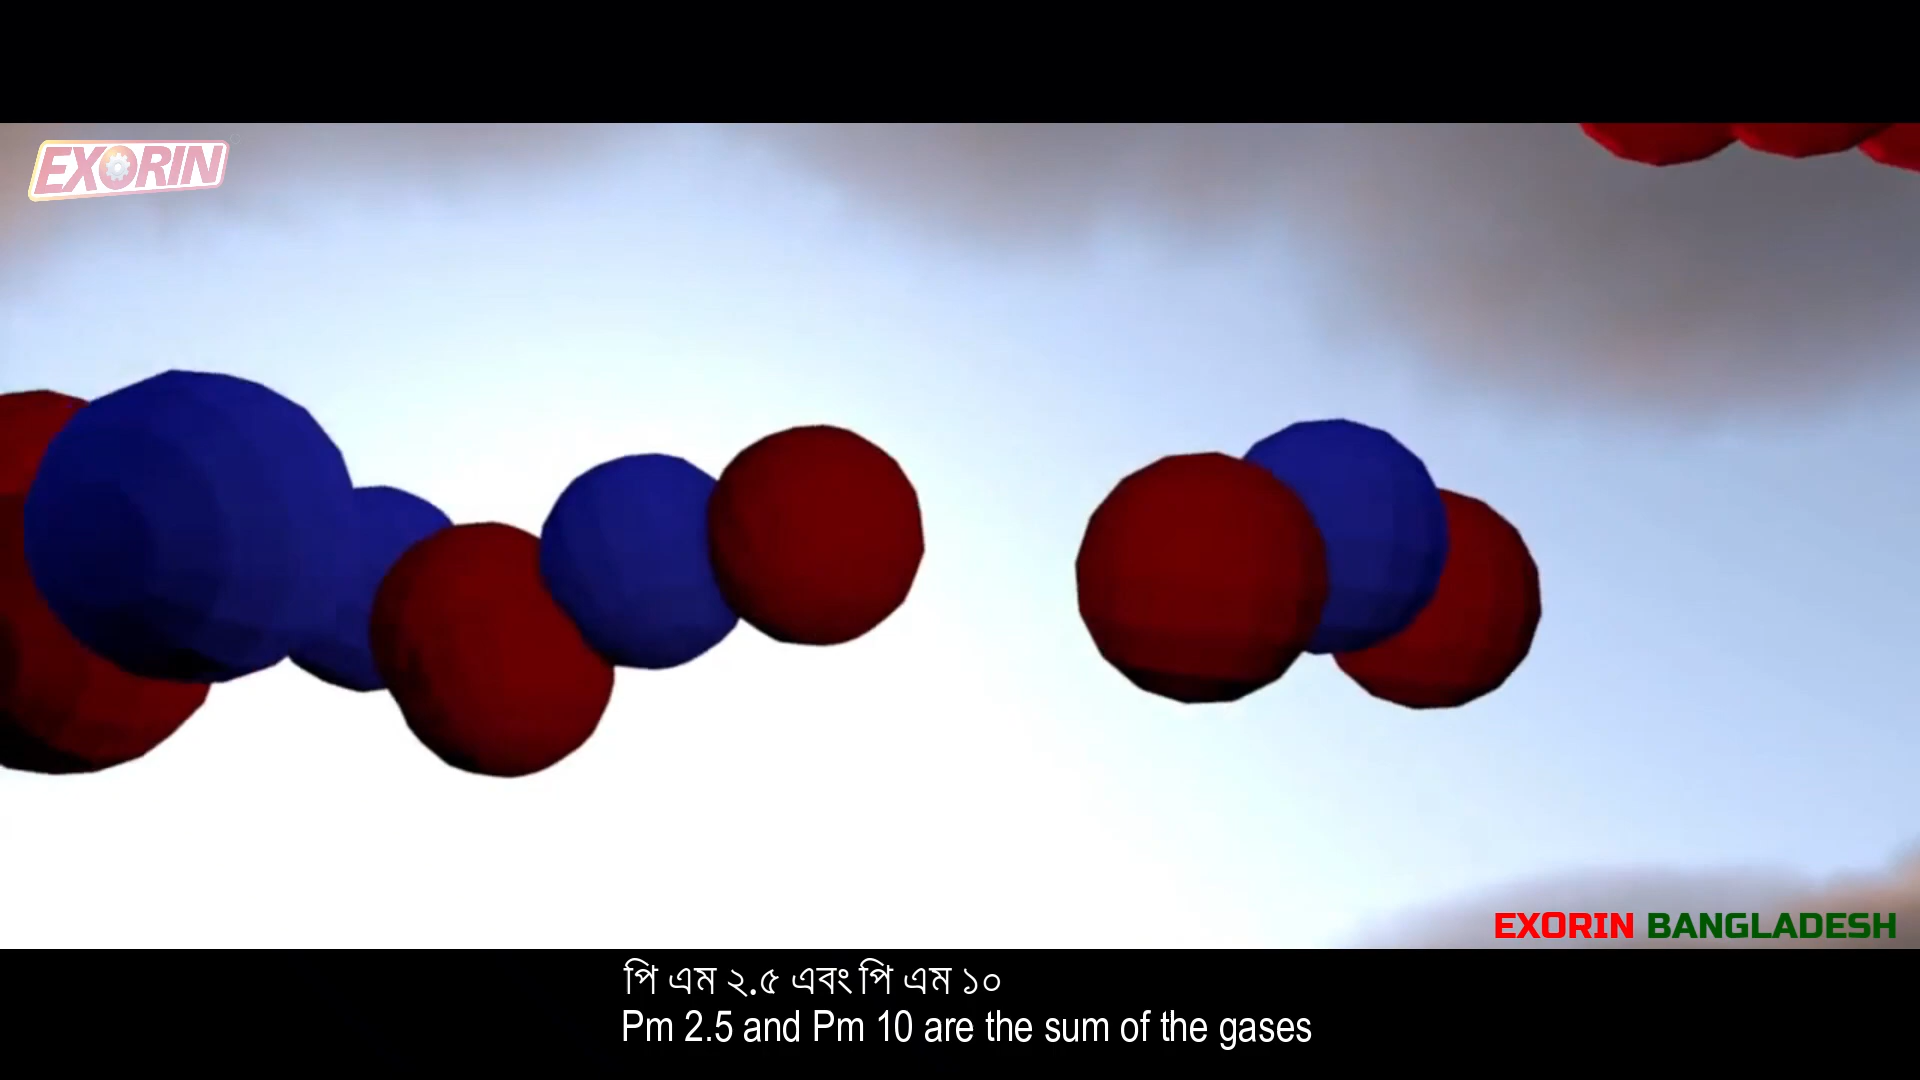 EXORIN
EXORIN BANGLADESH
পি এম ২.৫ এবং পি এম ১০
Pm 2.5 and Pm 10 are the sum of the gases